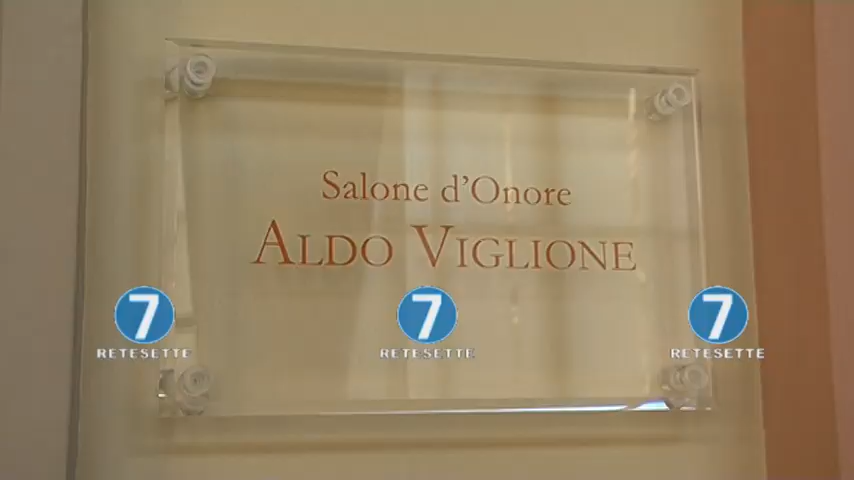 Salone d'Onore
ALDO VIGLIONE
7 7 7
RETESETTE RETESETTE RETESETTE